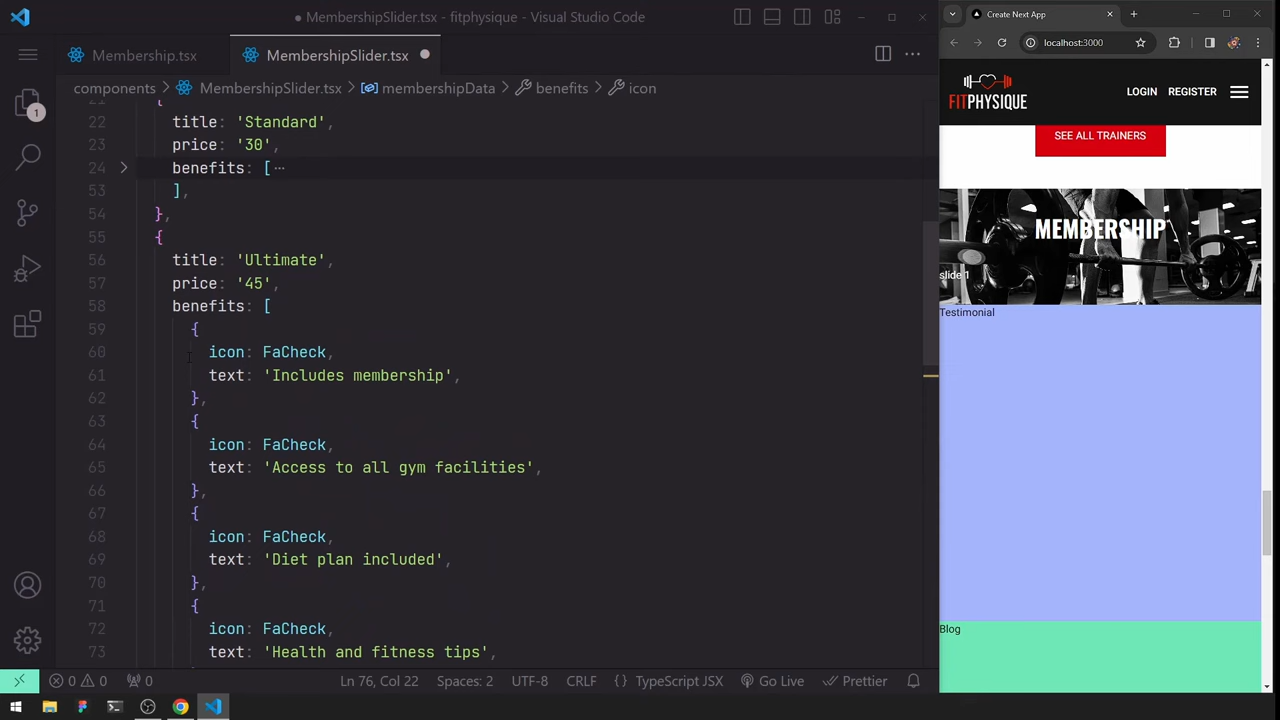 ● MembershipSlider.tsx - fitphysique - Visual Studio Code
Membership.tsx
MembershipSlider.tsx
components > MembershipSlider.tsx > membershipData > benefits > icon
21 {
22 title: 'Standard',
23 price: '30',
24 benefits: [···
53 ],
54 },
55 {
56 title: 'Ultimate',
57 price: '45',
58 benefits: [
59 {
60 icon: FaCheck,
61 text: 'Includes membership',
62 },
63 {
64 icon: FaCheck,
65 text: 'Access to all gym facilities',
66 },
67 {
68 icon: FaCheck,
69 text: 'Diet plan included',
70 },
71 {
72 icon: FaCheck,
73 text: 'Health and fitness tips',
1
0 0 0
Ln 76, Col 22
Spaces: 2
UTF-8
CRLF
{} TypeScript JSX
Go Live
Prettier
Create Next App
localhost:3000
FITPHYSIQUE
LOGIN
REGISTER
SEE ALL TRAINERS
MEMBERSHIP
slide 1
Testimonial
Blog